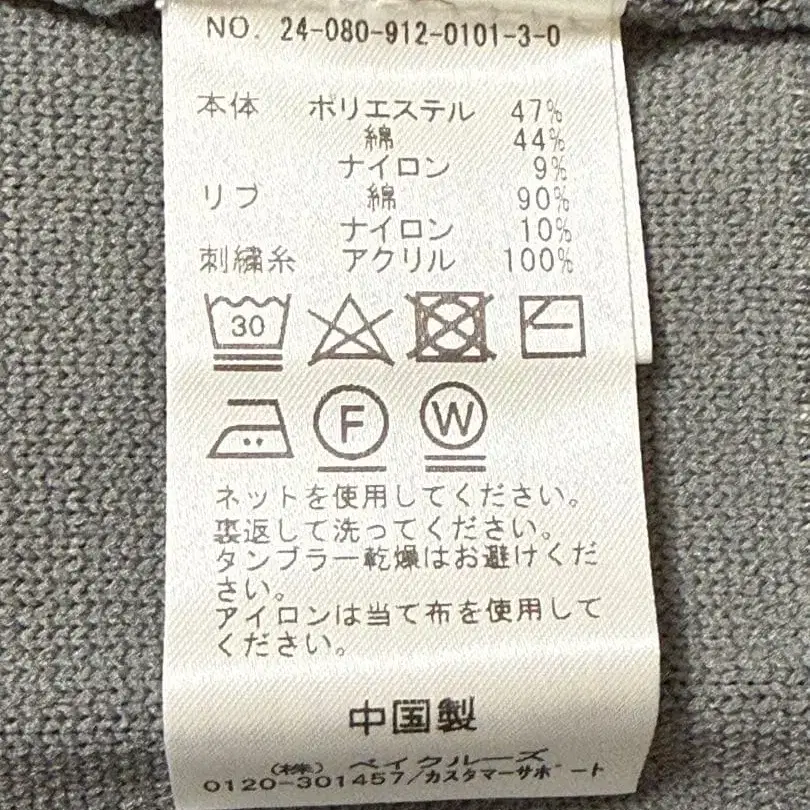 NO. 24-080-912-0101-3-0
本体 ポリエステル 47%
綿 44%
ナイロン 9%
リブ 綿 90%
ナイロン 10%
刺繍糸 アクリル 100%
30
F W
ネットを使用してください。
裏返して洗ってください。
タンブラー乾燥はお避けくだ
さい。
アイロンは当て布を使用して
ください。
中国製
(株) ベイクルーズ
0120-301457/カスタマーサポート